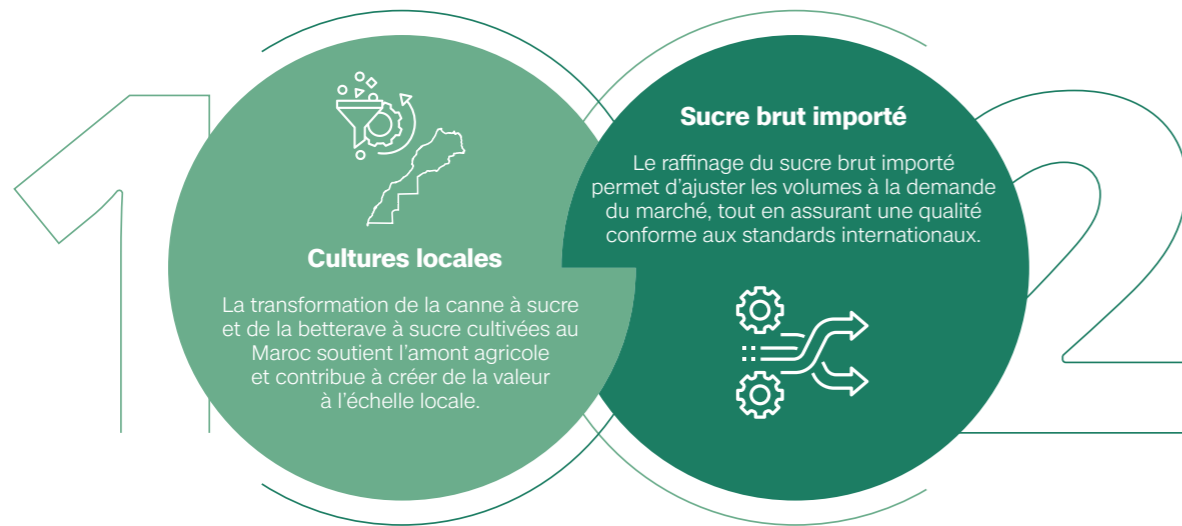 1
Cultures locales
La transformation de la canne à sucre
et de la betterave à sucre cultivées au
Maroc soutient l’amont agricole
et contribue à créer de la valeur
à l’échelle locale.
2
Sucre brut importé
Le raffinage du sucre brut importé
permet d’ajuster les volumes à la demande
du marché, tout en assurant une qualité
conforme aux standards internationaux.